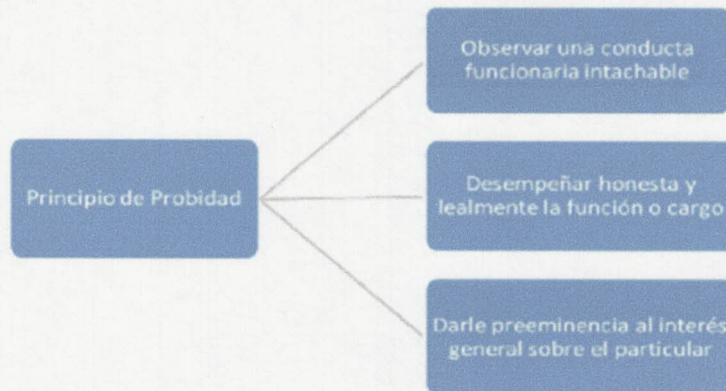 Observar una conducta
funcionaria intachable
Principio de Probidad
Desempeñar honesta y
lealmente la función o cargo
Darle preeminencia al interés
general sobre el particular